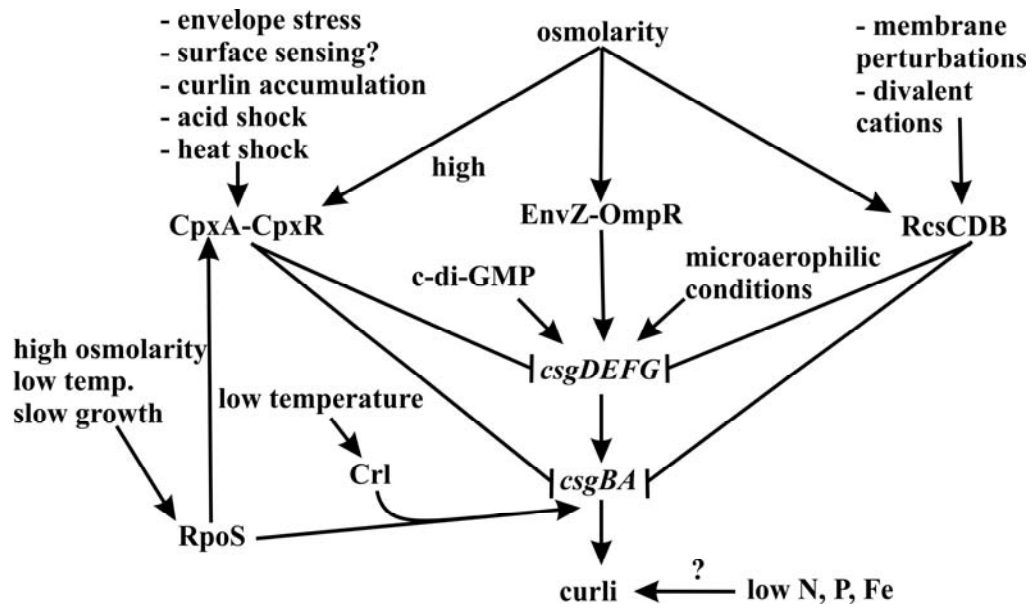 - envelope stress
- surface sensing?
- curlin accumulation
- acid shock
- heat shock
osmolarity
- membrane
perturbations
- divalent
cations
high
CpxA-CpxR
EnvZ-OmpR
RcsCDB
c-di-GMP
microaerophilic
conditions
high osmolarity
low temp.
slow growth
csgDEFG
low temperature
Crl
csgBA
RpoS
curli
?
low N, P, Fe